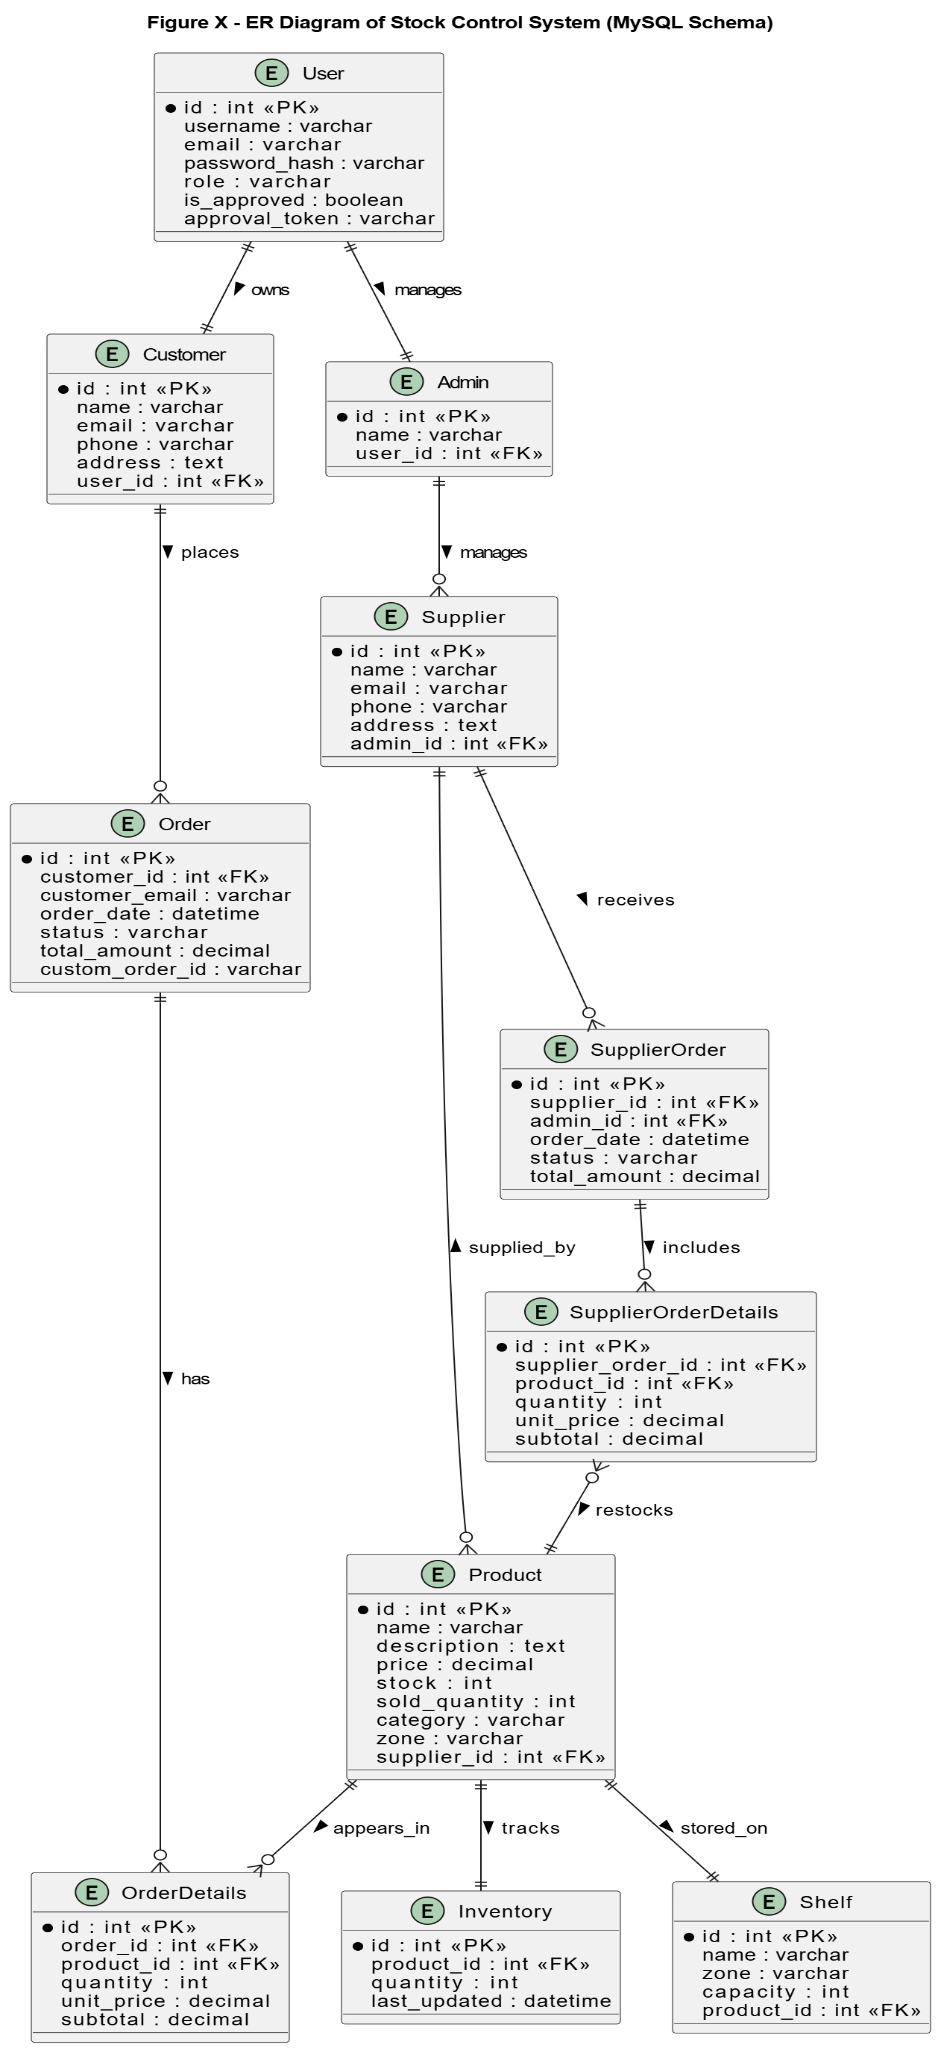 Figure X - ER Diagram of Stock Control System (MySQL Schema)
E User
id : int «PK»
username : varchar
email : varchar
password_hash : varchar
role : varchar
is_approved : boolean
approval_token : varchar
owns
manages
E Customer
id : int «PK»
name : varchar
email : varchar
phone : varchar
address : text
user_id : int «FK»
E Admin
id : int «PK»
name : varchar
user_id : int «FK»
places
manages
E Supplier
id : int «PK»
name : varchar
email : varchar
phone : varchar
address : text
admin_id : int «FK»
E Order
id : int «PK»
customer_id : int «FK»
customer_email : varchar
order_date : datetime
status : varchar
total_amount : decimal
custom_order_id : varchar
receives
E SupplierOrder
id : int «PK»
supplier_id : int «FK»
admin_id : int «FK»
order_date : datetime
status : varchar
total_amount : decimal
supplied_by
includes
E SupplierOrderDetails
id : int «PK»
supplier_order_id : int «FK»
product_id : int «FK»
quantity : int
unit_price : decimal
subtotal : decimal
has
restocks
E Product
id : int «PK»
name : varchar
description : text
price : decimal
stock : int
sold_quantity : int
category : varchar
zone : varchar
supplier_id : int «FK»
appears_in
tracks
stored_on
E OrderDetails
id : int «PK»
order_id : int «FK»
product_id : int «FK»
quantity : int
unit_price : decimal
subtotal : decimal
E Inventory
id : int «PK»
product_id : int «FK»
quantity : int
last_updated : datetime
E Shelf
id : int «PK»
name : varchar
zone : varchar
capacity : int
product_id : int «FK»